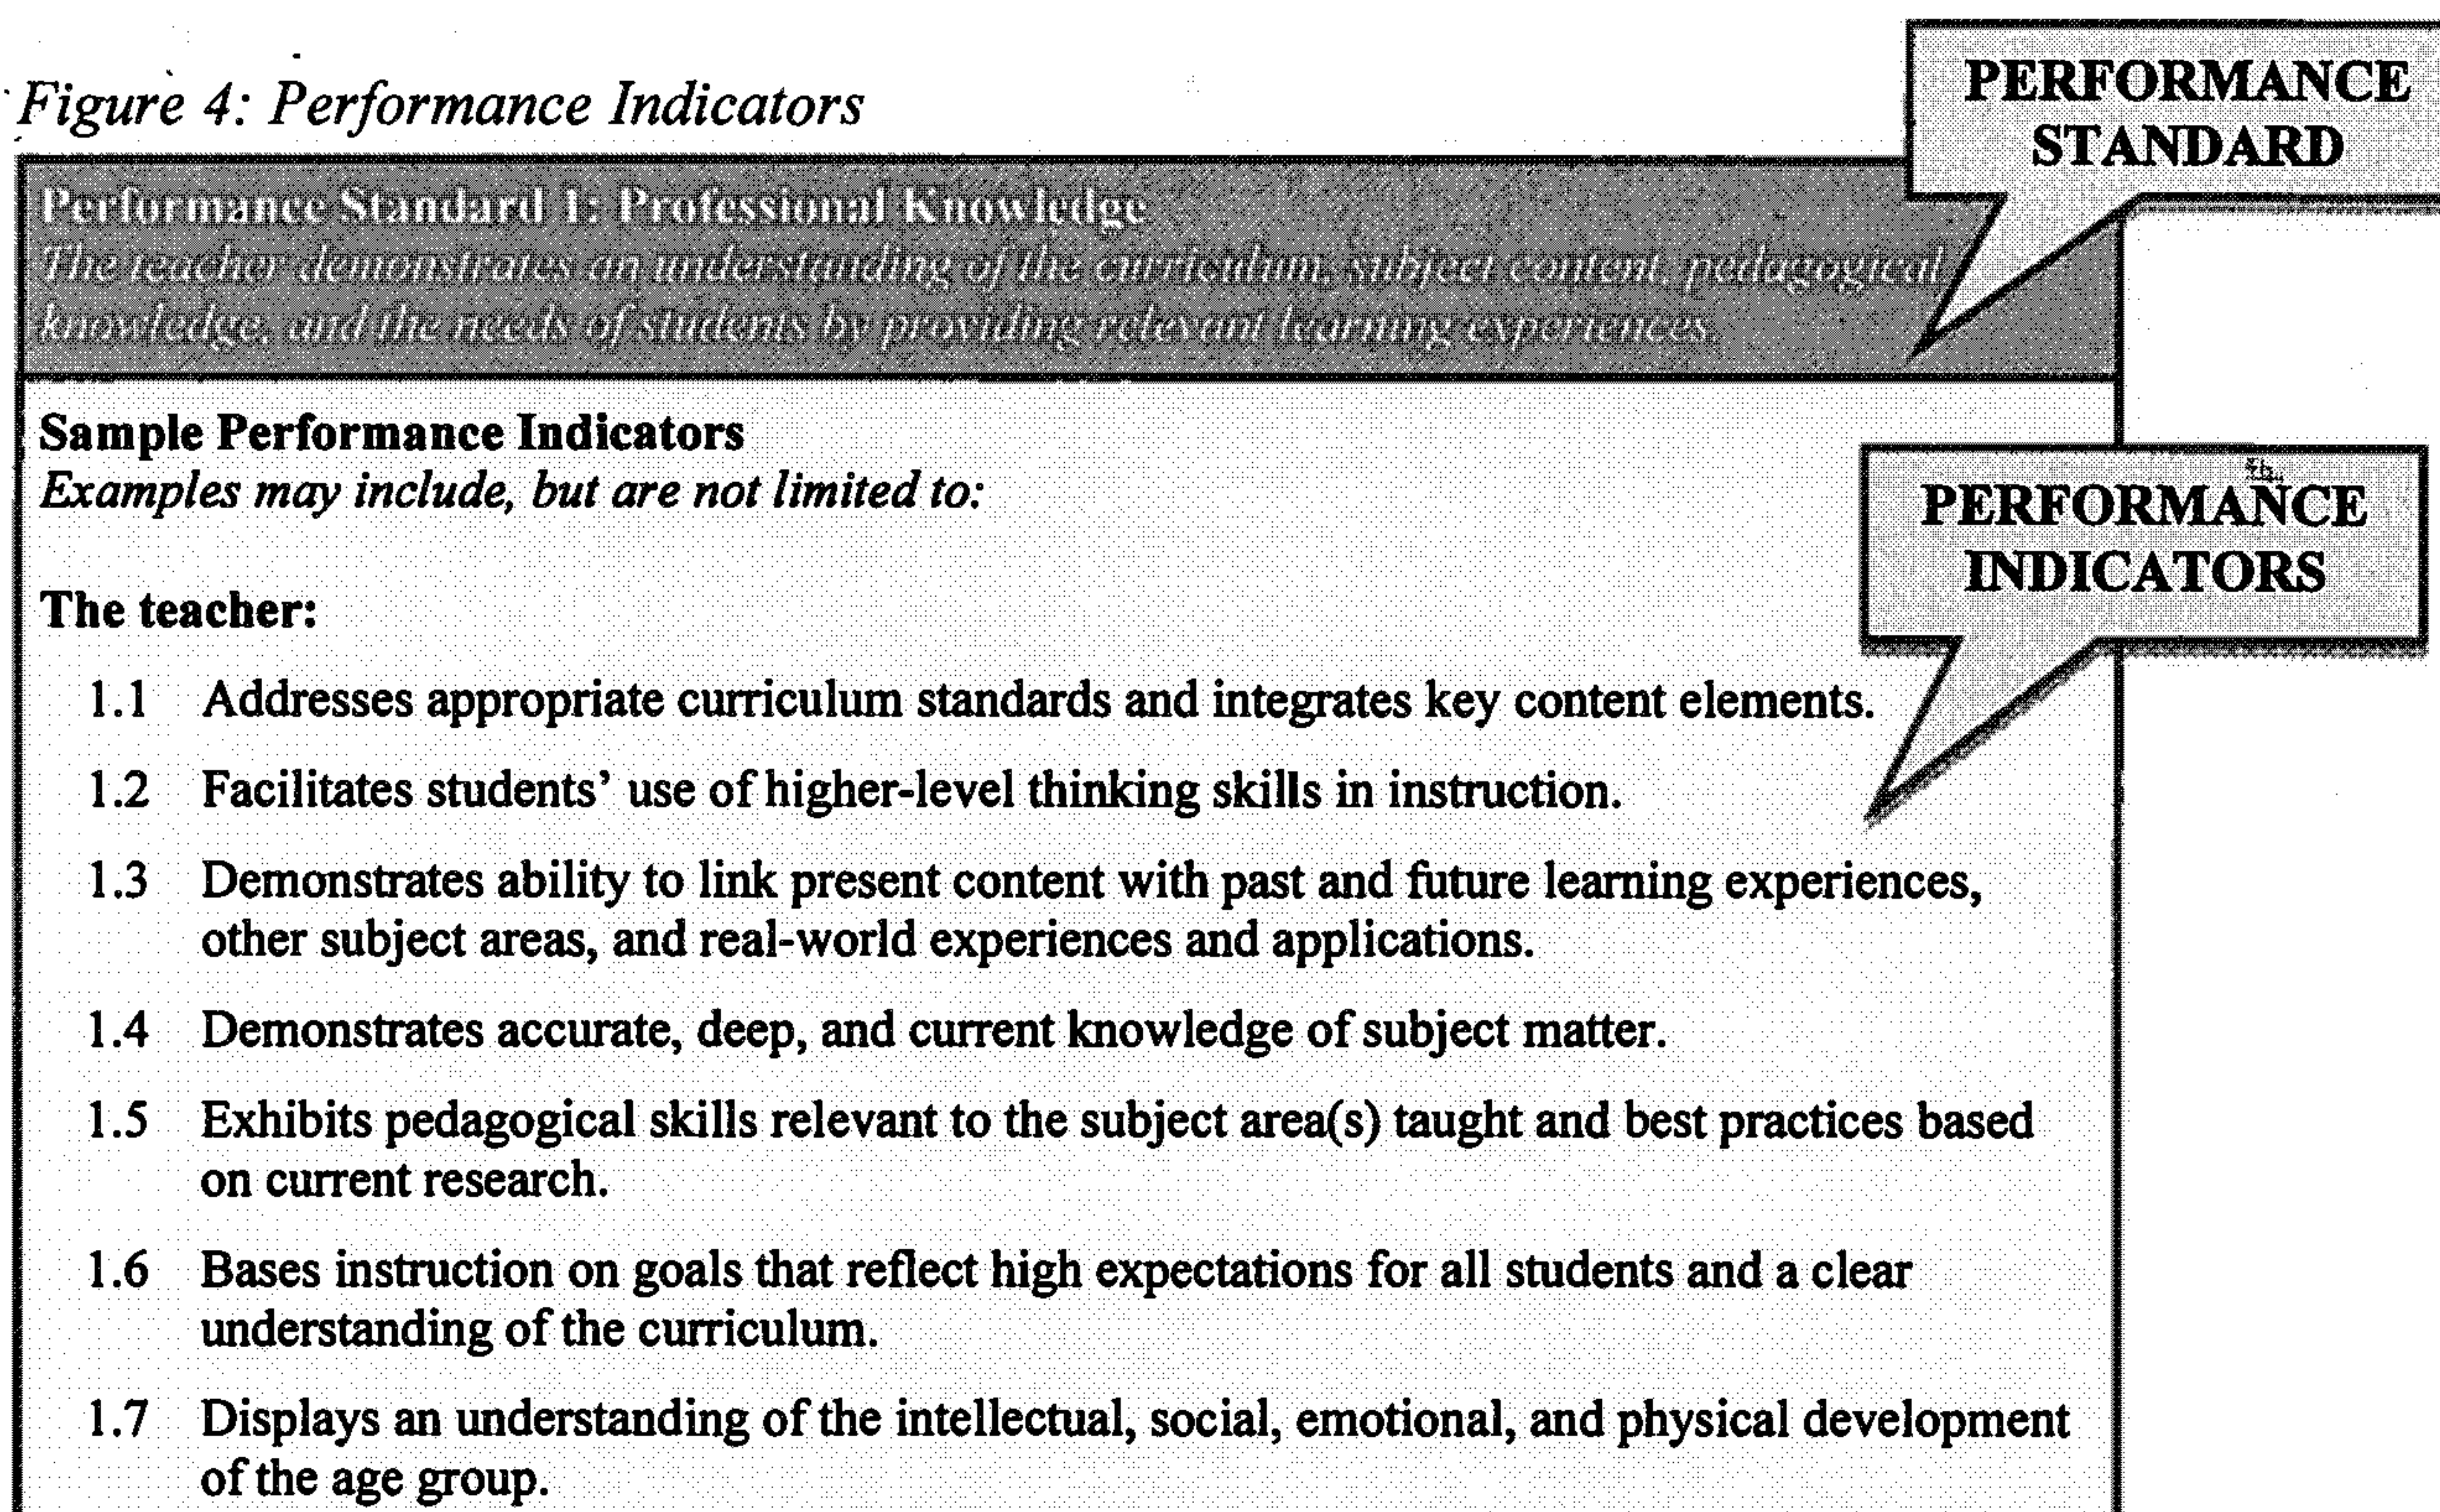 Figure 4: Performance Indicators
PERFORMANCE
STANDARD
Performance Standard 1: Professional Knowledge
The teacher demonstrates an understanding of the curriculum, subject content, pedagogical
knowledge, and the needs of students by providing relevant learning experiences.
Sample Performance Indicators
Examples may include, but are not limited to:
PERFORMANCE
INDICATORS
The teacher:
1.1 Addresses appropriate curriculum standards and integrates key content elements.
1.2 Facilitates students’ use of higher-level thinking skills in instruction.
1.3 Demonstrates ability to link present content with past and future learning experiences,
other subject areas, and real-world experiences and applications.
1.4 Demonstrates accurate, deep, and current knowledge of subject matter.
1.5 Exhibits pedagogical skills relevant to the subject area(s) taught and best practices based
on current research.
1.6 Bases instruction on goals that reflect high expectations for all students and a clear
understanding of the curriculum.
1.7 Displays an understanding of the intellectual, social, emotional, and physical development
of the age group.